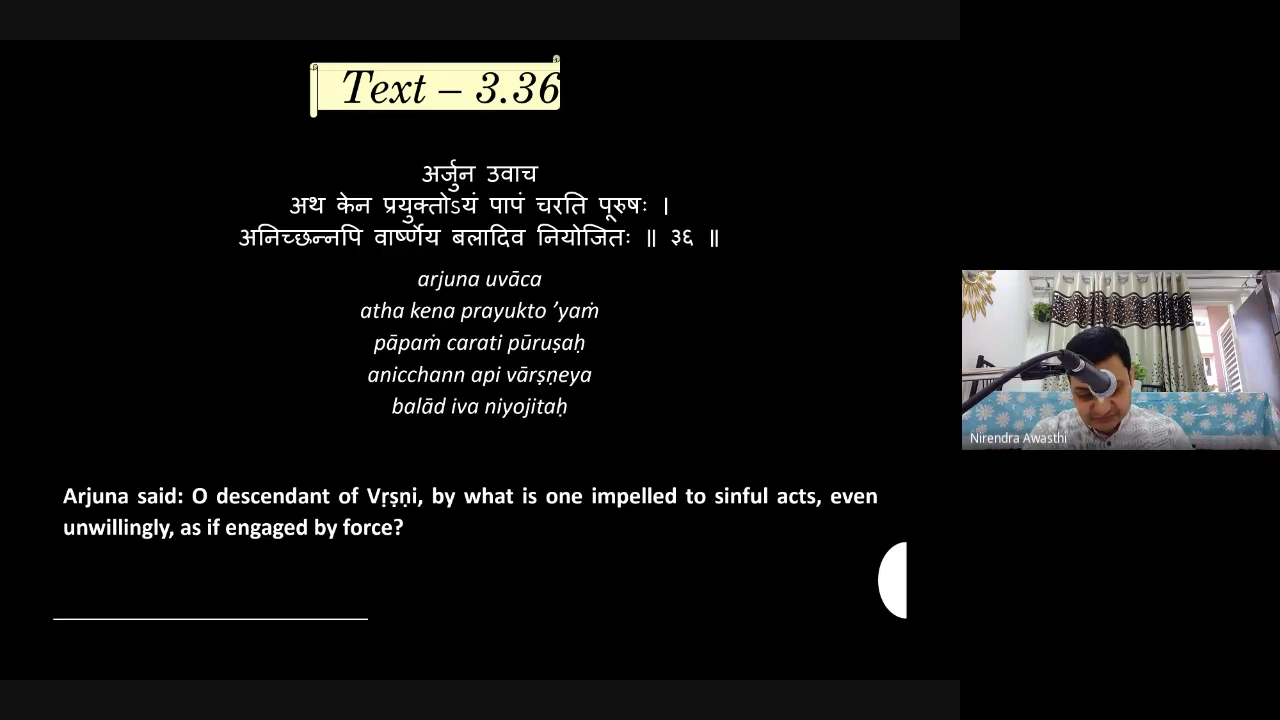 Text – 3.36
अर्जुन उवाच
अथ केन प्रयुक्तोऽयं पापं चरति पूरुषः ।
अनिच्छन्नपि वार्ष्णेय बलादिव नियोजितः ॥ ३६ ॥
arjuna uvāca
atha kena prayukto ’yaṁ
pāpaṁ carati pūruṣaḥ
anicchann api vārṣṇeya
balād iva niyojitaḥ
Arjuna said: O descendant of Vṛṣṇi, by what is one impelled to sinful acts, even
unwillingly, as if engaged by force?
Nirendra Awasthi